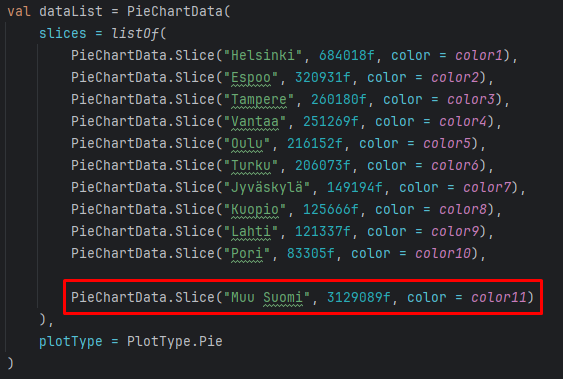 val dataList = PieChartData(
slices = listOf(
PieChartData.Slice("Helsinki", 684018f, color = color1),
PieChartData.Slice("Espoo", 320931f, color = color2),
PieChartData.Slice("Tampere", 260180f, color = color3),
PieChartData.Slice("Vantaa", 251269f, color = color4),
PieChartData.Slice("Oulu", 216152f, color = color5),
PieChartData.Slice("Turku", 206073f, color = color6),
PieChartData.Slice("Jyväskylä", 149194f, color = color7),
PieChartData.Slice("Kuopio", 125666f, color = color8),
PieChartData.Slice("Lahti", 121337f, color = color9),
PieChartData.Slice("Pori", 83305f, color = color10),
PieChartData.Slice("Muu Suomi", 3129089f, color = color11)
),
plotType = PlotType.Pie
)